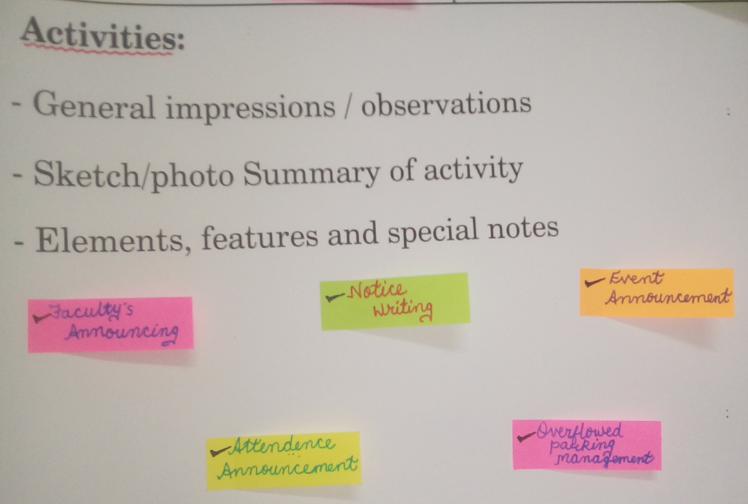 Activities:
- General impressions / observations
- Sketch/photo Summary of activity
- Elements, features and special notes
Faculty's
Announcing
Notice
Writing
Event
Announcement
Attendence
Announcement
Overflowed
parking
management